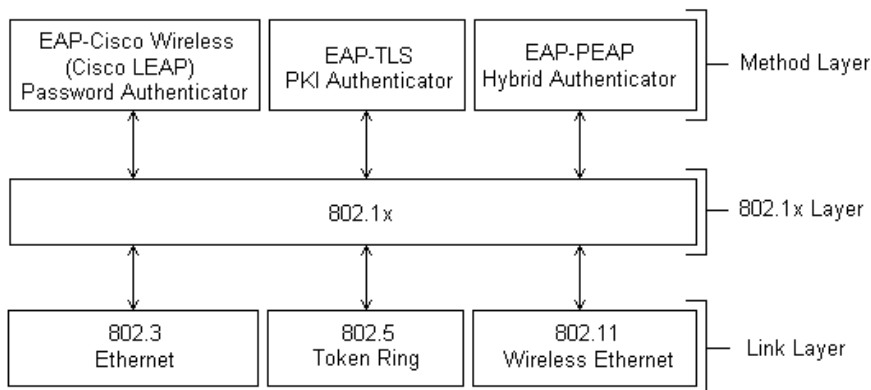 EAP-Cisco Wireless
(Cisco LEAP)
Password Authenticator
EAP-TLS
PKI Authenticator
EAP-PEAP
Hybrid Authenticator
Method Layer
802.1x
802.1x Layer
802.3
Ethernet
802.5
Token Ring
802.11
Wireless Ethernet
Link Layer